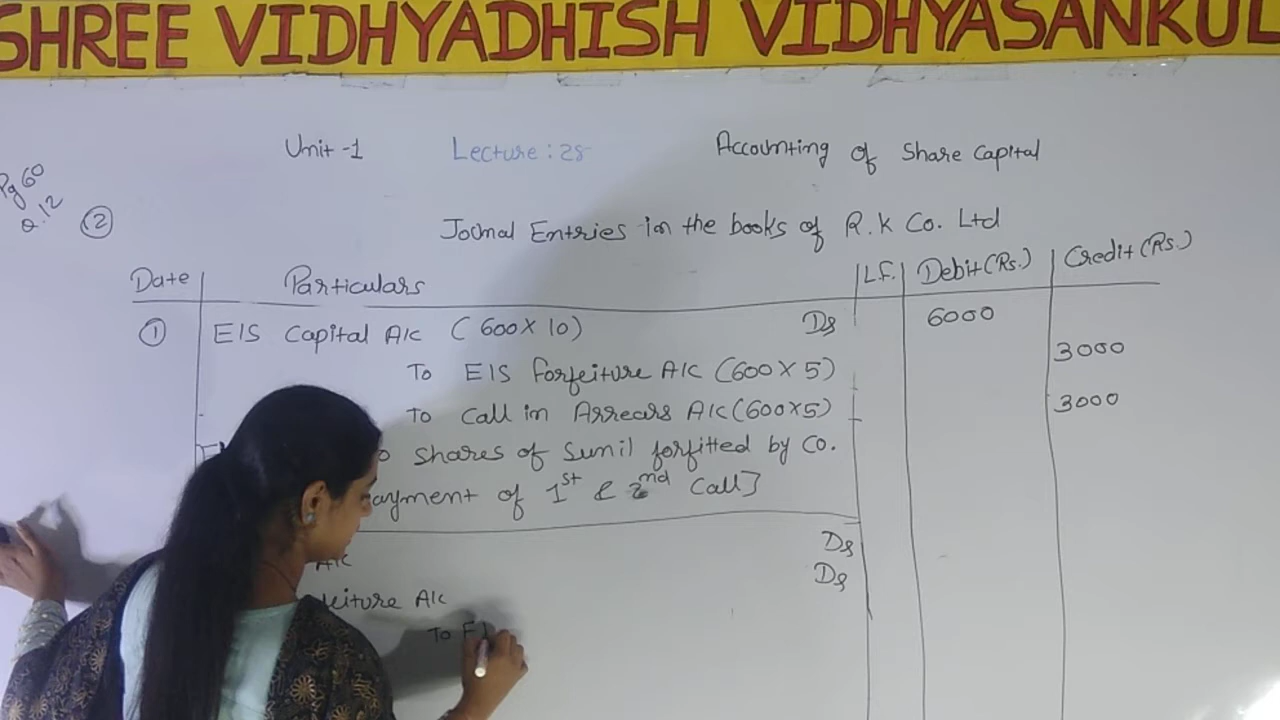 SHREE VIDHYADHISH VIDHYASANKUL
Unit -1 Lecture : 28 Accounting of Share Capital
Pg 60
Q.12 (2)
Journal Entries in the books of R.K Co. Ltd
Date Particulars L.F. Debit (Rs.) Credit (Rs.)
① E/S Capital A/c (600 X 10) Dr 6000
To E/S forfeiture A/c (600 X 5) 3000
To Call in Arrears A/c (600X5) 3000
shares of Sunil forfitted by Co.
ayment of 1st & 2nd Call]
A/c Dr
feiture A/c Dr
To E/